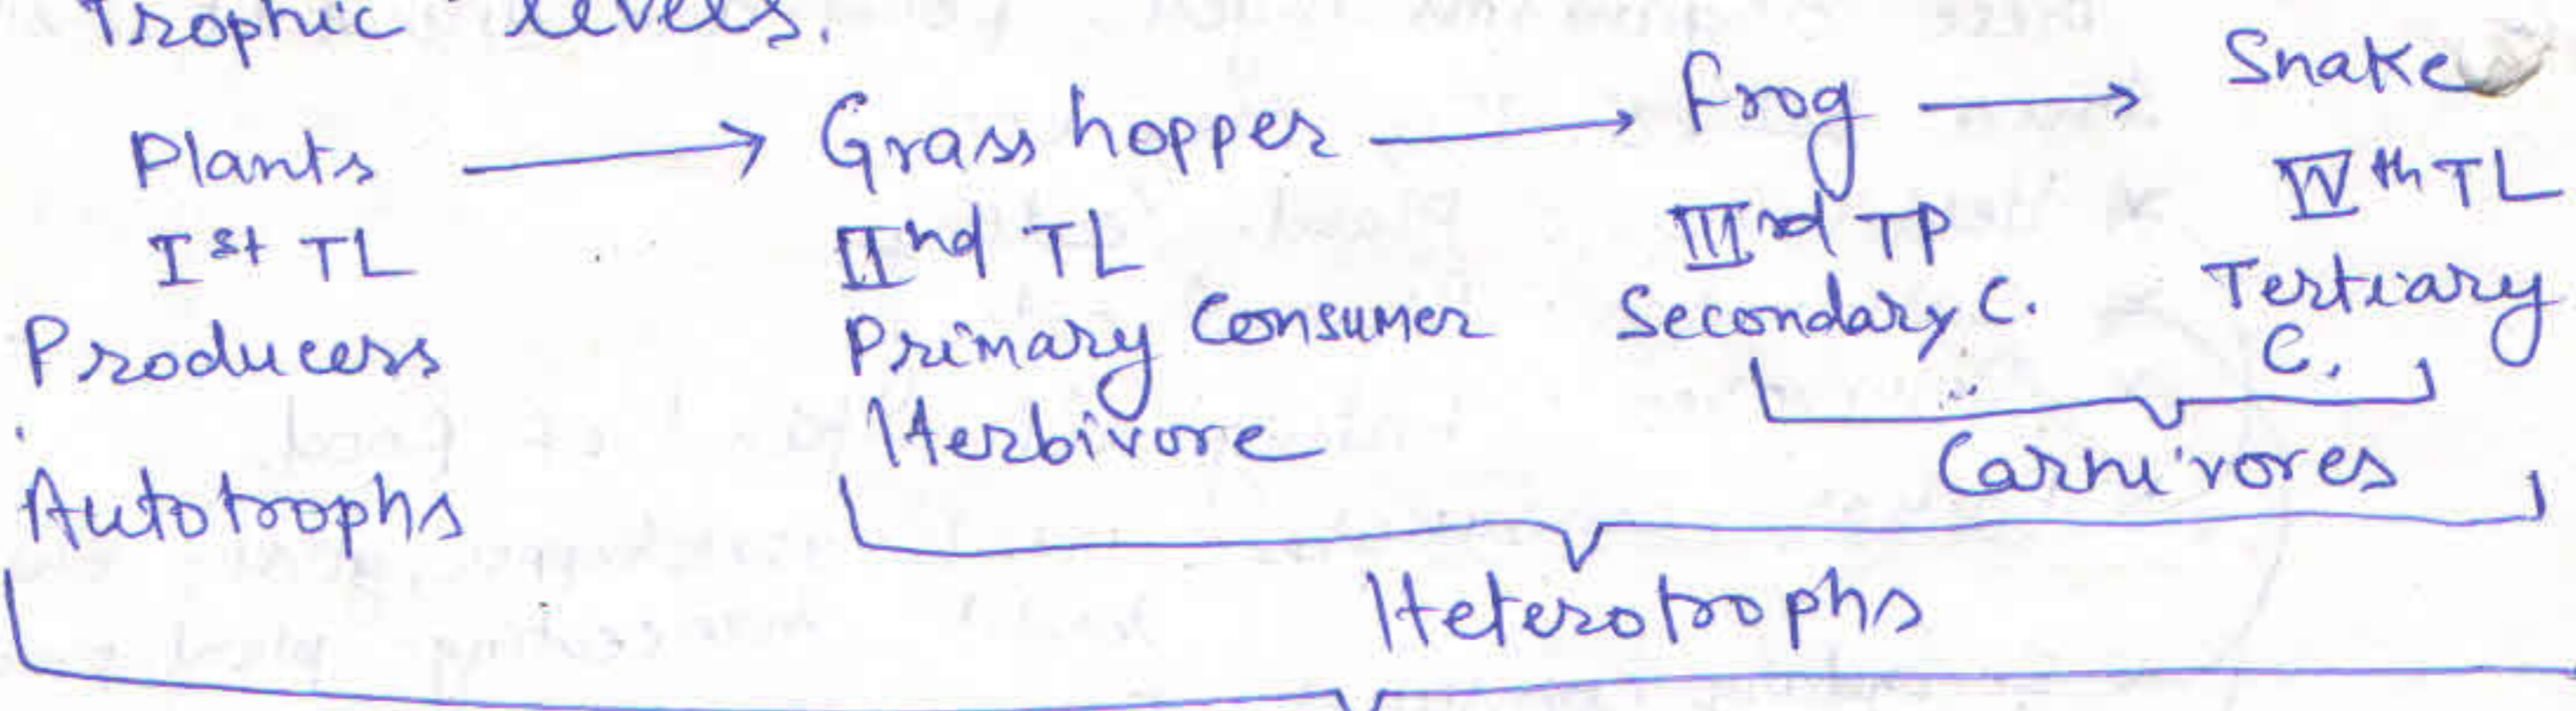 Trophic levels.
Plants → Grass hopper → frog → Snake
Ist TL IInd TL IIIrd TP IVth TL
Producers Primary Consumer Secondary C. Tertiary C.
Autotrophs Herbivore Carnivores
Heterotrophs